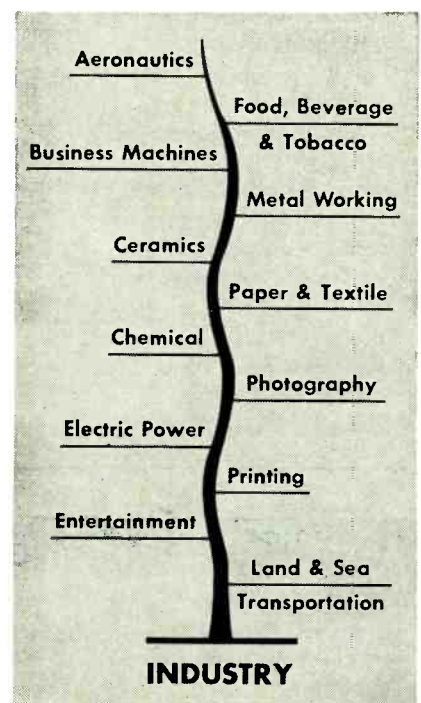 Aeronautics
Food, Beverage
& Tobacco
Business Machines
Metal Working
Ceramics
Paper & Textile
Chemical
Photography
Electric Power
Printing
Entertainment
Land & Sea
Transportation
INDUSTRY